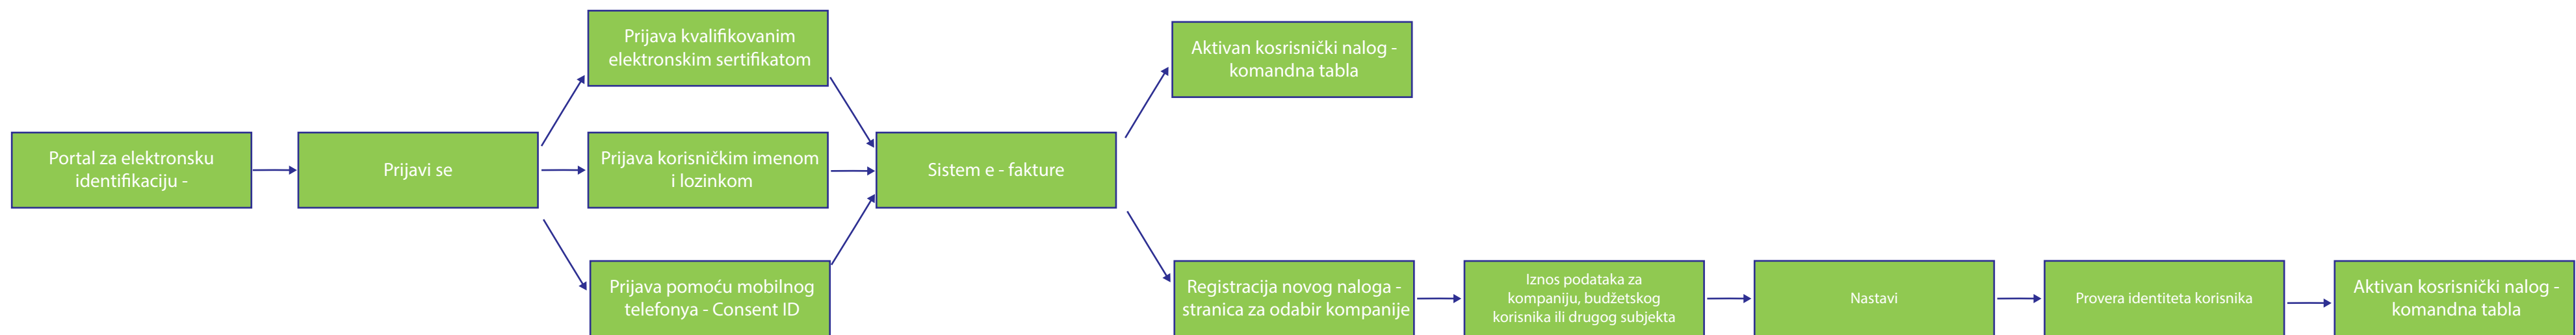 Portal za elektronsku
identifikaciju -
Prijavi se
Prijava kvalifikovanim
elektronskim sertifikatom
Prijava korisničkim imenom
i lozinkom
Prijava pomoću mobilnog
telefonya - Consent ID
Sistem e - fakture
Aktivan kosrisnički nalog -
komandna tabla
Registracija novog naloga -
stranica za odabir kompanije
Iznos podataka za
kompaniju, budžetskog
korisnika ili drugog subjekta
Nastavi
Provera identiteta korisnika
Aktivan kosrisnički nalog -
komandna tabla